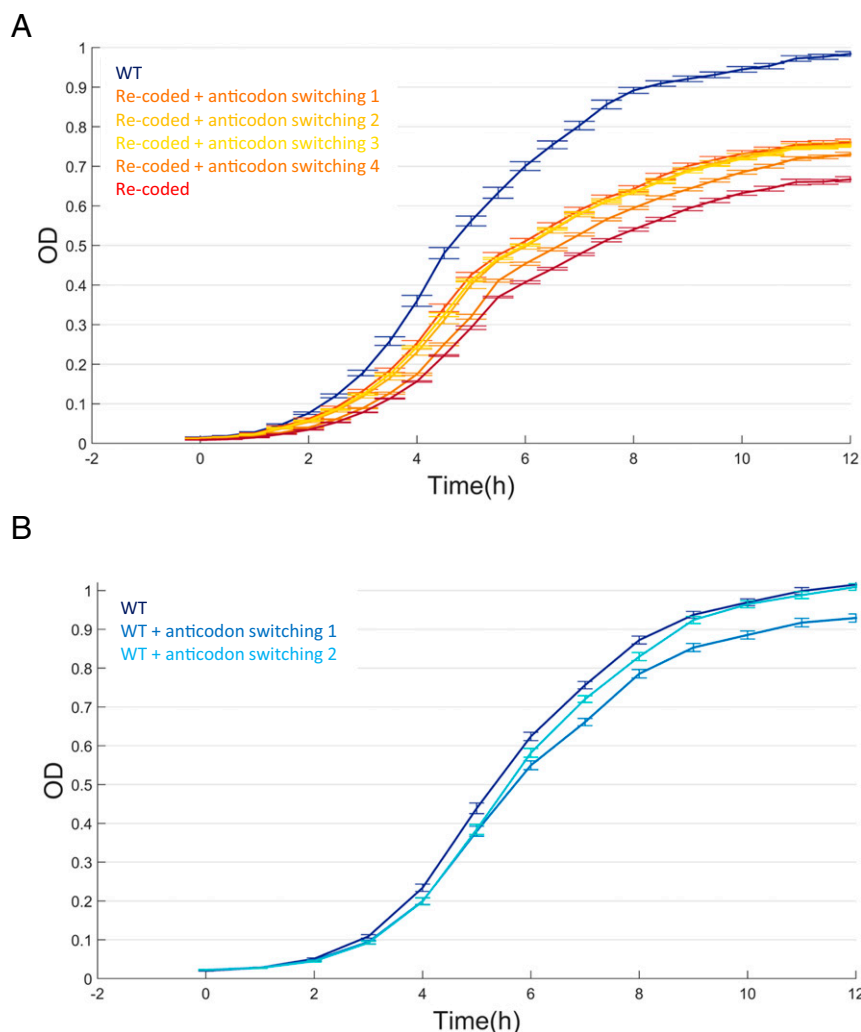 A
1
0.9
0.8
0.7
0.6
0.5
0.4
0.3
0.2
0.1
0
OD
WT
Re-coded + anticodon switching 1
Re-coded + anticodon switching 2
Re-coded + anticodon switching 3
Re-coded + anticodon switching 4
Re-coded
-2 0 2 4 6 8 10 12
Time(h)
B
1
0.9
0.8
0.7
0.6
0.5
0.4
0.3
0.2
0.1
0
OD
WT
WT + anticodon switching 1
WT + anticodon switching 2
-2 0 2 4 6 8 10 12
Time(h)